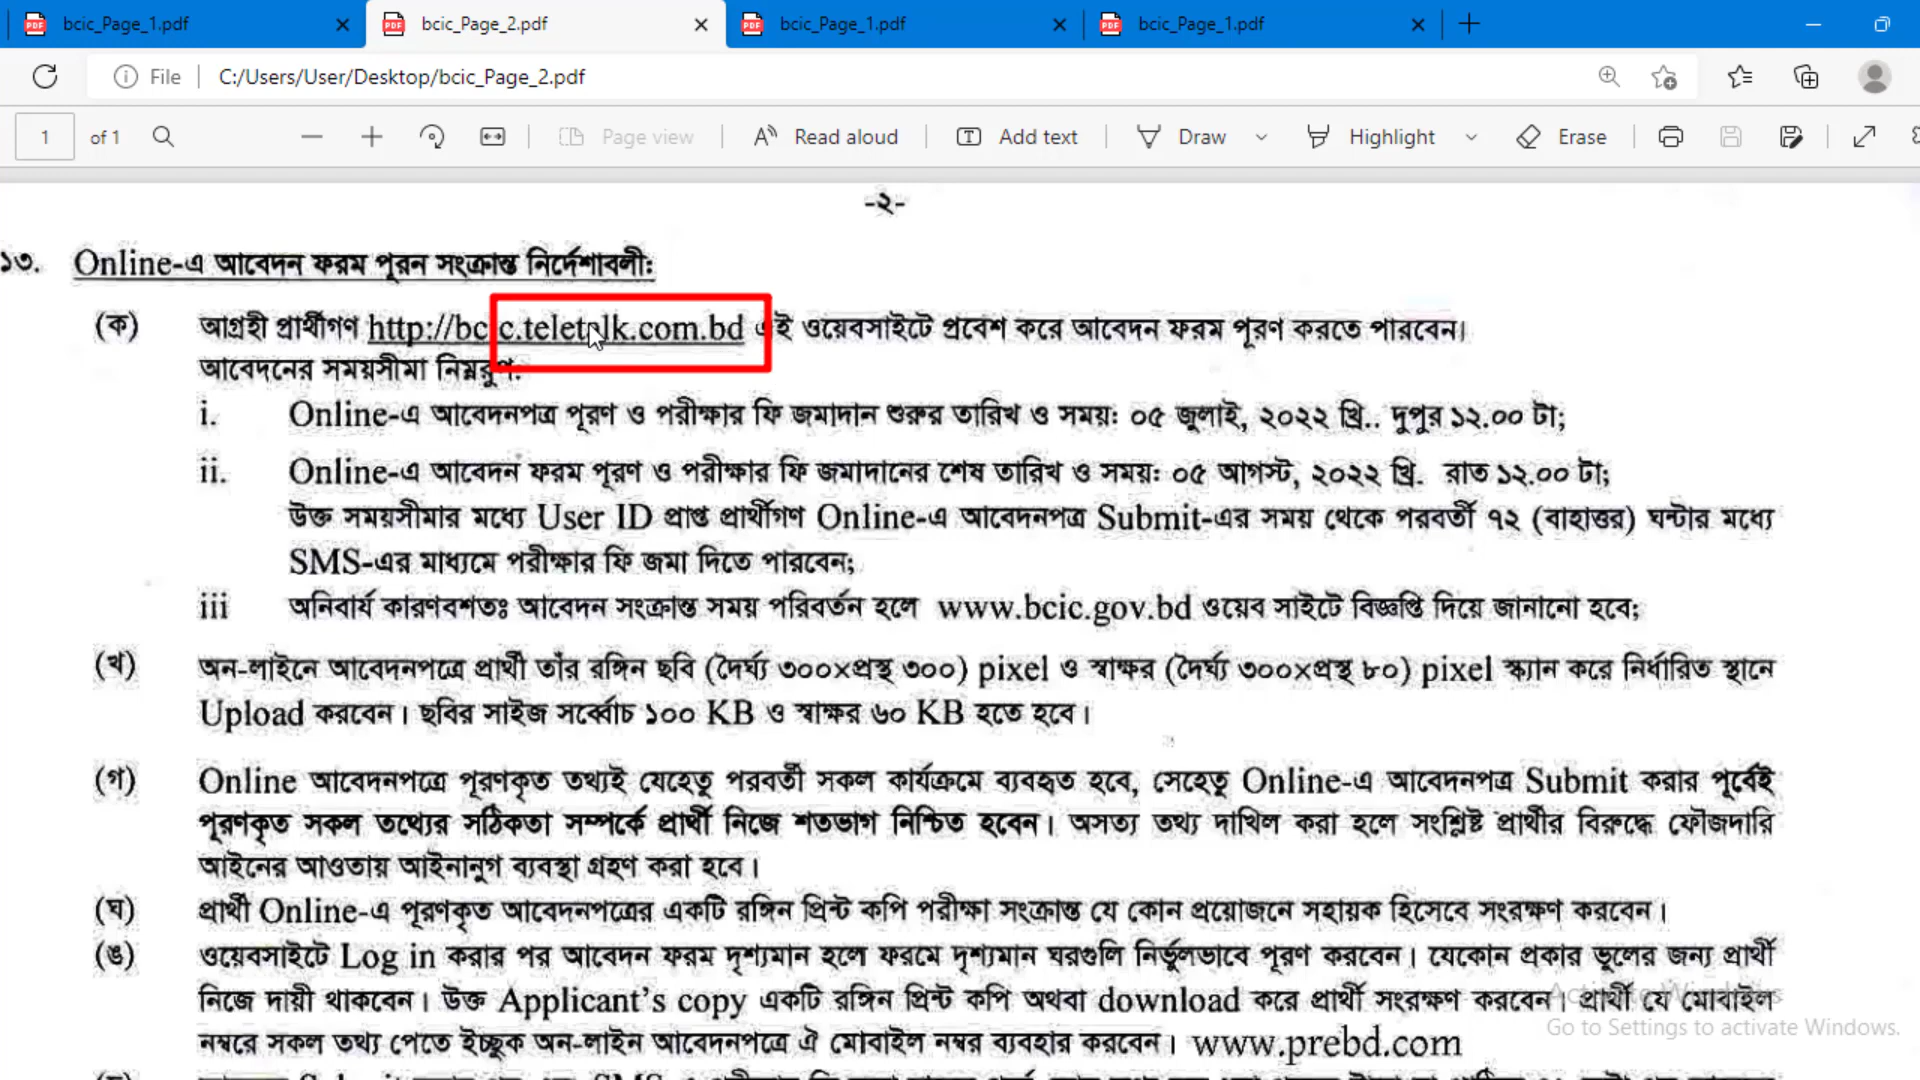 bcic_Page_1.pdf
bcic_Page_2.pdf
bcic_Page_1.pdf
bcic_Page_1.pdf
File C:/Users/User/Desktop/bcic_Page_2.pdf
1 of 1 Page view Read aloud Add text Draw Highlight Erase
-২-
১৩. Online-এ আবেদন ফরম পূরন সংক্রান্ত নির্দেশাবলী:
(ক) আগ্রহী প্রার্থীগণ http://bcic.teletalk.com.bd এই ওয়েবসাইটে প্রবেশ করে আবেদন ফরম পূরণ করতে পারবেন।
আবেদনের সময়সীমা নিম্নরুপ:
i. Online-এ আবেদনপত্র পূরণ ও পরীক্ষার ফি জমাদান শুরুর তারিখ ও সময়: ০৫ জুলাই, ২০২২ খ্রি.. দুপুর ১২.০০ টা;
ii. Online-এ আবেদন ফরম পূরণ ও পরীক্ষার ফি জমাদানের শেষ তারিখ ও সময়: ০৫ আগস্ট, ২০২২ খ্রি. রাত ১২.০০ টা;
উক্ত সময়সীমার মধ্যে User ID প্রাপ্ত প্রার্থীগণ Online-এ আবেদনপত্র Submit-এর সময় থেকে পরবর্তী ৭২ (বাহাত্তর) ঘন্টার মধ্যে
SMS-এর মাধ্যমে পরীক্ষার ফি জমা দিতে পারবেন;
iii অনিবার্য কারণবশতঃ আবেদন সংক্রান্ত সময় পরিবর্তন হলে www.bcic.gov.bd ওয়েব সাইটে বিজ্ঞপ্তি দিয়ে জানানো হবে;
(খ) অন-লাইনে আবেদনপত্রে প্রার্থী তাঁর রঙ্গিন ছবি (দৈর্ঘ্য ৩০০xপ্রস্থ ৩০০) pixel ও স্বাক্ষর (দৈর্ঘ্য ৩০০xপ্রস্থ ৮০) pixel স্ক্যান করে নির্ধারিত স্থানে
Upload করবেন। ছবির সাইজ সর্ব্বোচ ১০০ KB ও স্বাক্ষর ৬০ KB হতে হবে।
(গ) Online আবেদনপত্রে পূরণকৃত তথ্যই যেহেতু পরবর্তী সকল কার্যক্রমে ব্যবহৃত হবে, সেহেতু Online-এ আবেদনপত্র Submit করার পূর্বেই
পূরণকৃত সকল তথ্যের সঠিকতা সম্পর্কে প্রার্থী নিজে শতভাগ নিশ্চিত হবেন। অসত্য তথ্য দাখিল করা হলে সংশ্লিষ্ট প্রার্থীর বিরুদ্ধে ফৌজদারি
আইনের আওতায় আইনানুগ ব্যবস্থা গ্রহণ করা হবে।
(ঘ) প্রার্থী Online-এ পূরণকৃত আবেদনপত্রের একটি রঙ্গিন প্রিন্ট কপি পরীক্ষা সংক্রান্ত যে কোন প্রয়োজনে সহায়ক হিসেবে সংরক্ষণ করবেন।
(ঙ) ওয়েবসাইটে Log in করার পর আবেদন ফরম দৃশ্যমান হলে ফরমে দৃশ্যমান ঘরগুলি নির্ভুলভাবে পূরণ করবেন। যেকোন প্রকার ভুলের জন্য প্রার্থী
নিজে দায়ী থাকবেন। উক্ত Applicant's copy একটি রঙ্গিন প্রিন্ট কপি অথবা download করে প্রার্থী সংরক্ষণ করবেন। প্রার্থী যে মোবাইল
নম্বরে সকল তথ্য পেতে ইচ্ছুক অন-লাইন আবেদনপত্রে ঐ মোবাইল নম্বর ব্যবহার করবেন। www.prebd.com
Activate Windows
Go to Settings to activate Windows.